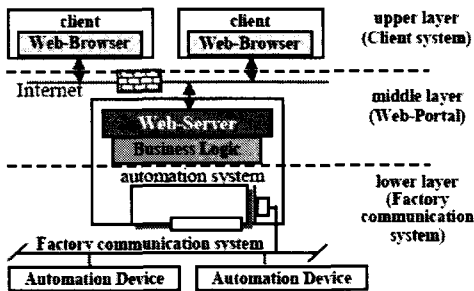 client
client
upper layer
(Client system)
Web-Browser
Web-Browser
Internet
middle layer
(Web-Portal)
Web-Server
Business Logic
automation system
lower layer
(Factory
communication
system)
Factory communication system
Automation Device
Automation Device